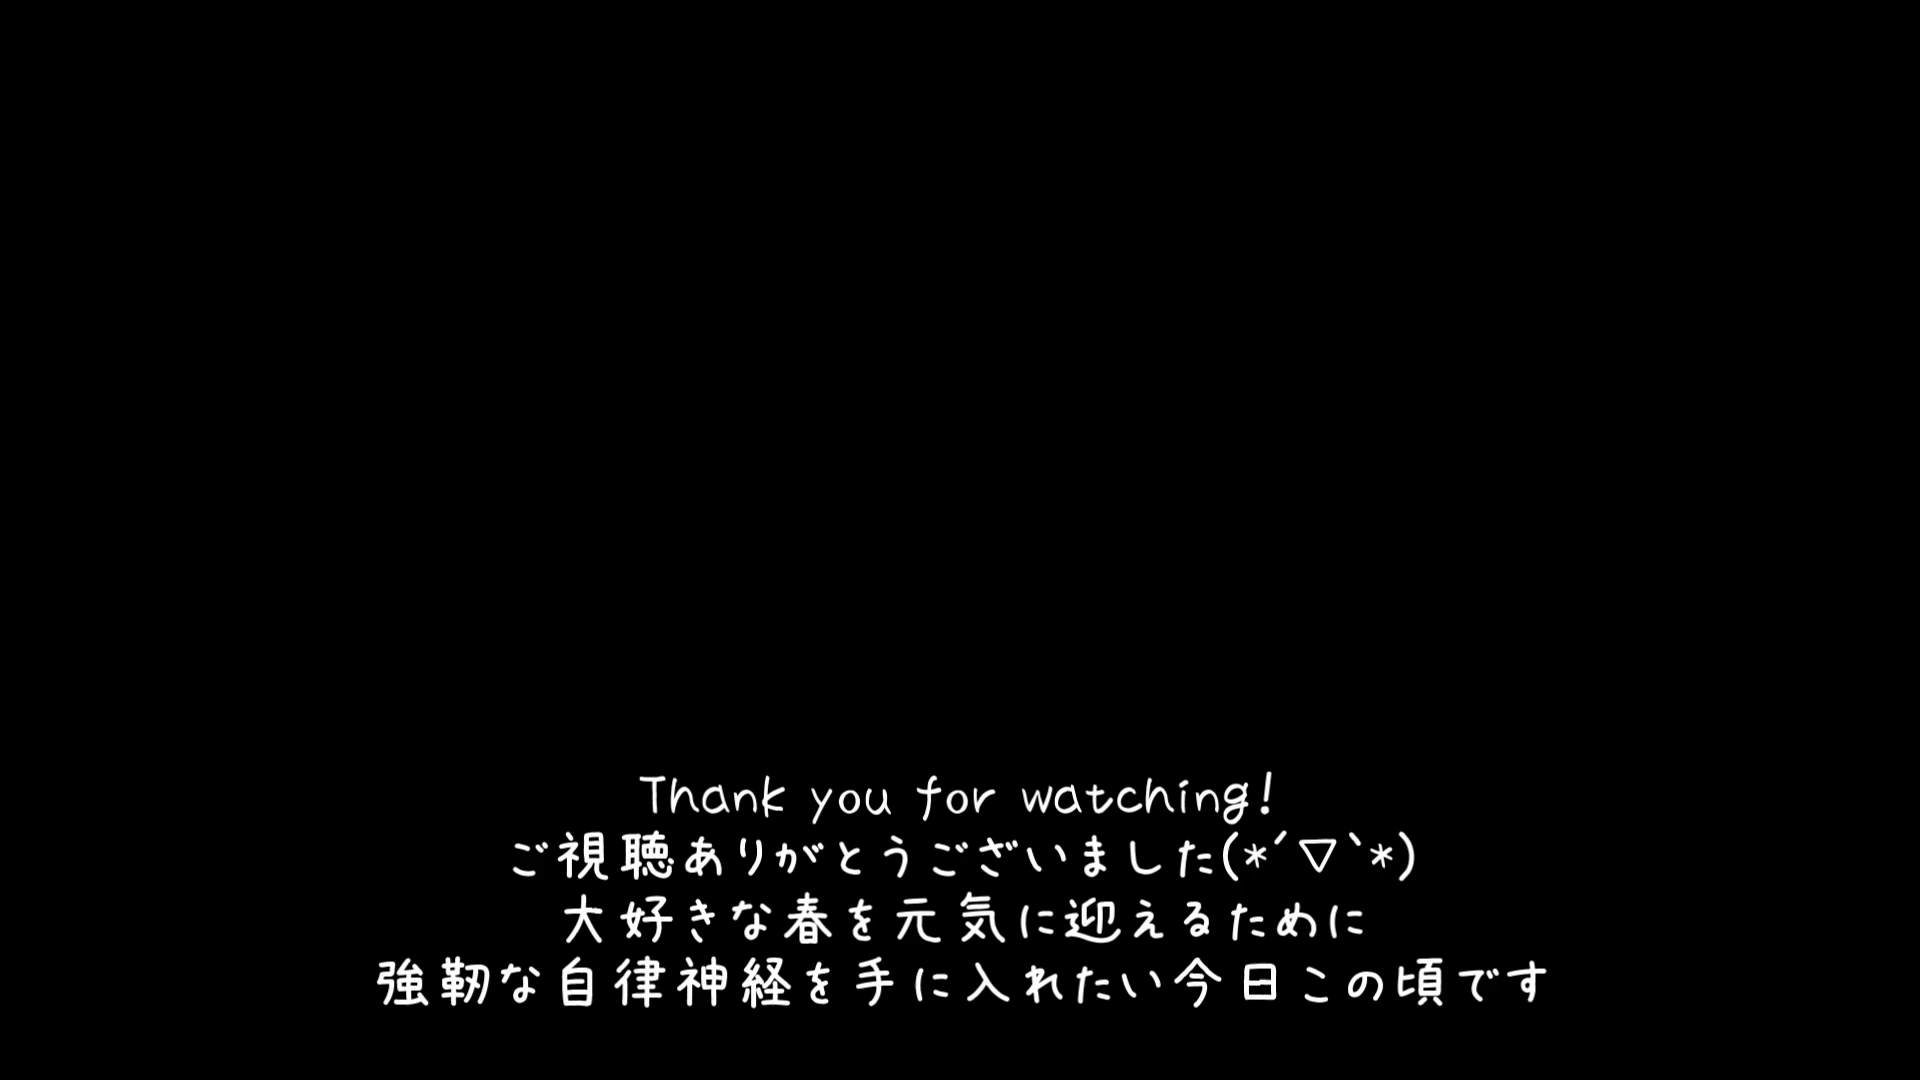 Thank you for watching!
ご視聴ありがとうございました(*´▽`*)
大好きな春を元気に迎えるために
強靭な自律神経を手に入れたい今日この頃です